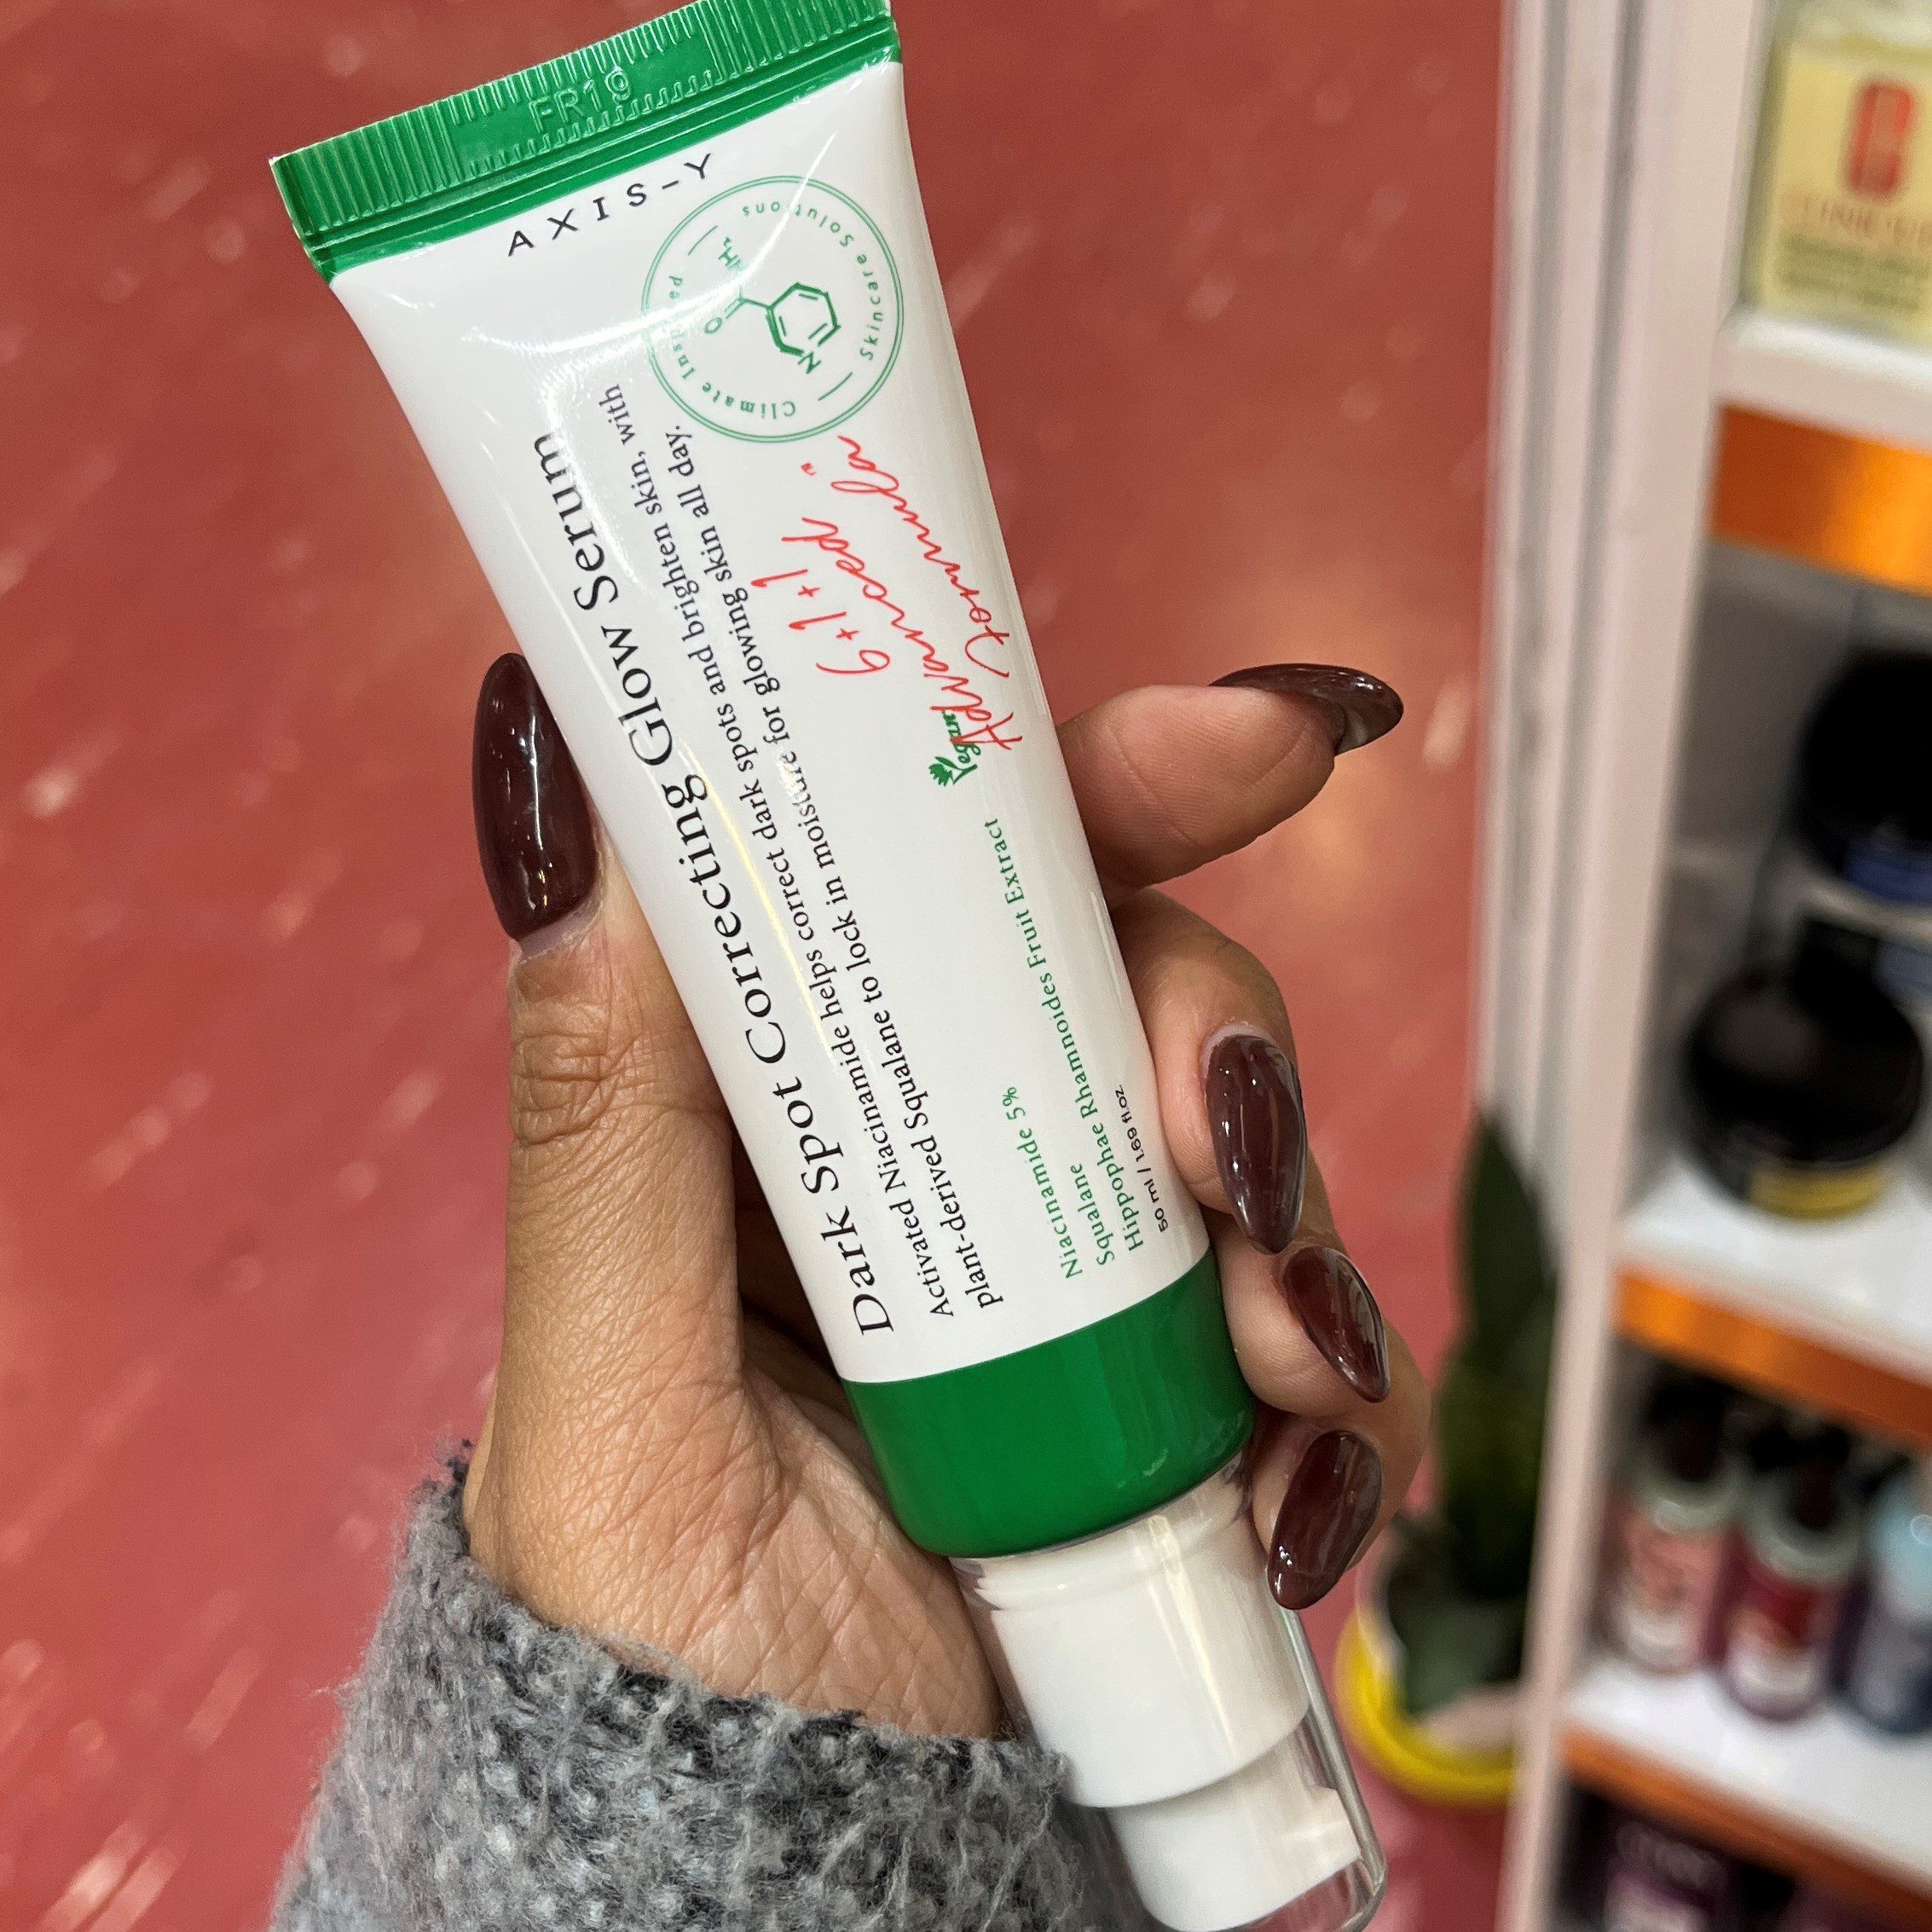 FR19
AXIS-Y
Climate Inspired
Skincare Solutions
O
NH₂
N
Dark Spot Correcting Glow Serum
Activated Niacinamide helps correct dark spots and brighten skin, with
plant-derived Squalane to lock in moisture for glowing skin all day.
6+1+1
Advanced
Formula
Vegan
Niacinamide 5%
Squalane
Hippophae Rhamnoides Fruit Extract
50 ml / 1.69 fl.oz.
CLINIQUE